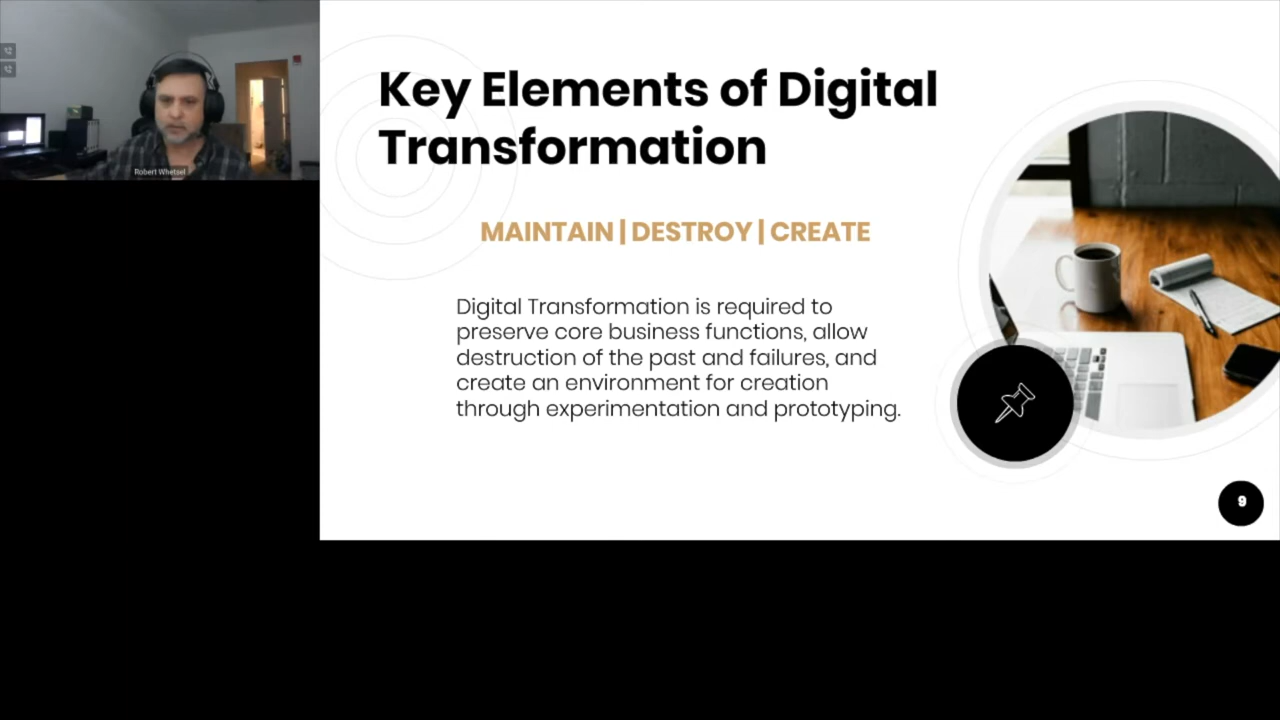 Robert Whetsel
Key Elements of Digital
Transformation
MAINTAIN | DESTROY | CREATE
Digital Transformation is required to
preserve core business functions, allow
destruction of the past and failures, and
create an environment for creation
through experimentation and prototyping.
9